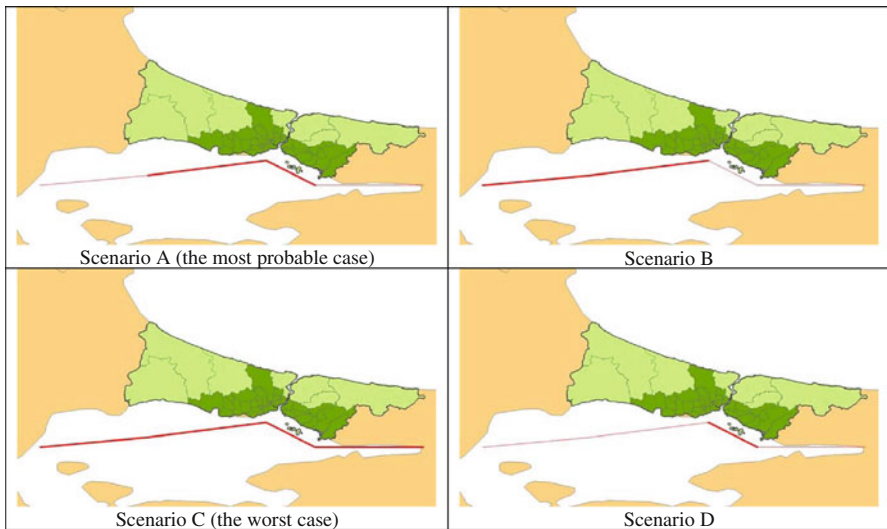 Scenario A (the most probable case)
Scenario B
Scenario C (the worst case)
Scenario D